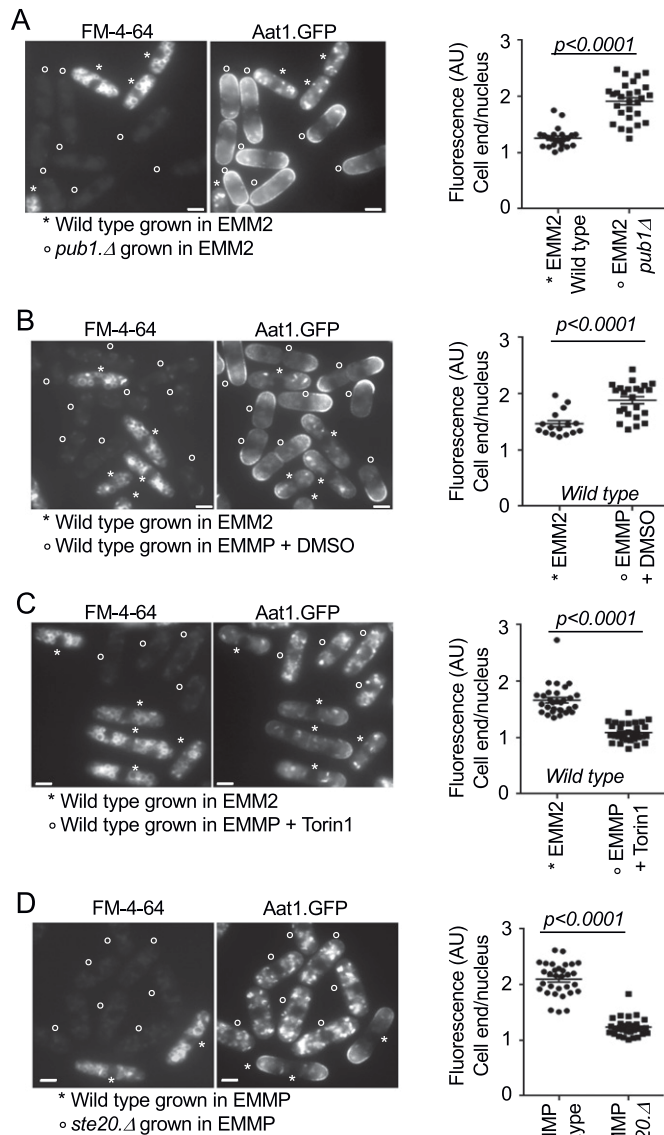 A
FM-4-64
Aat1.GFP
* Wild type grown in EMM2
o pub1.Δ grown in EMM2
Fluorescence (AU)
Cell end/nucleus
3
2
1
0
p<0.0001
* EMM2
Wild type
o EMM2
pub1Δ
B
FM-4-64
Aat1.GFP
* Wild type grown in EMM2
o Wild type grown in EMMP + DMSO
Fluorescence (AU)
Cell end/nucleus
3
2
1
0
p<0.0001
Wild type
* EMM2
o EMMP
+ DMSO
C
FM-4-64
Aat1.GFP
* Wild type grown in EMM2
o Wild type grown in EMMP + Torin1
Fluorescence (AU)
Cell end/nucleus
3
2
1
0
p<0.0001
Wild type
* EMM2
o EMMP
+ Torin1
D
FM-4-64
Aat1.GFP
* Wild type grown in EMMP
o ste20.Δ grown in EMMP
Fluorescence (AU)
Cell end/nucleus
3
2
1
0
p<0.0001
type